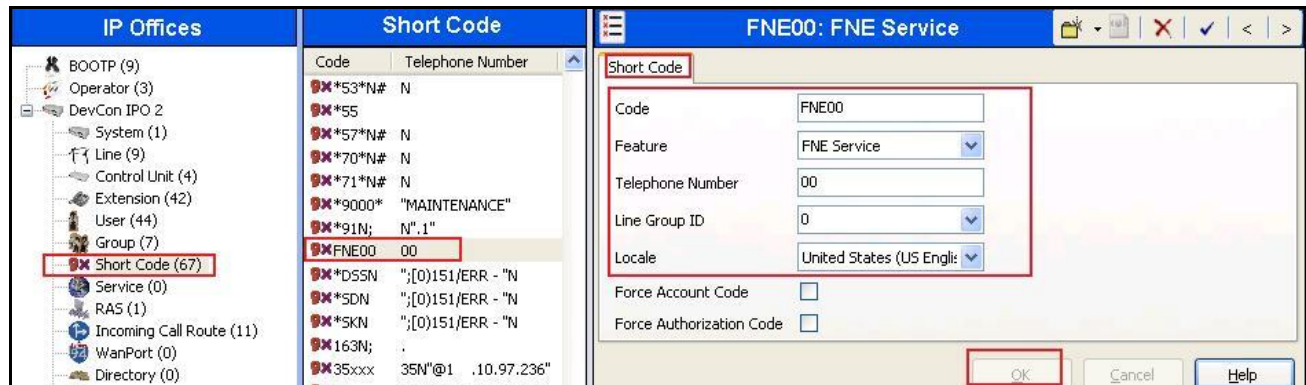 IP Offices
BOOTP (9)
Operator (3)
DevCon IPO 2
System (1)
Line (9)
Control Unit (4)
Extension (42)
User (44)
Group (7)
Short Code (67)
Service (0)
RAS (1)
Incoming Call Route (11)
WanPort (0)
Directory (0)
Short Code
Code Telephone Number
*53*N# N
*55
*57*N# N
*70*N# N
*71*N# N
*9000* "MAINTENANCE"
*91N; N".1"
FNE00 00
*DSSN ";[0)151/ERR - "N
*SDN ";[0)151/ERR - "N
*SKN ";[0)151/ERR - "N
163N; .
35xxx 35N"@1 .10.97.236"
FNE00: FNE Service
Short Code
Code FNE00
Feature FNE Service
Telephone Number 00
Line Group ID 0
Locale United States (US Englis
Force Account Code
Force Authorization Code
OK Cancel Help